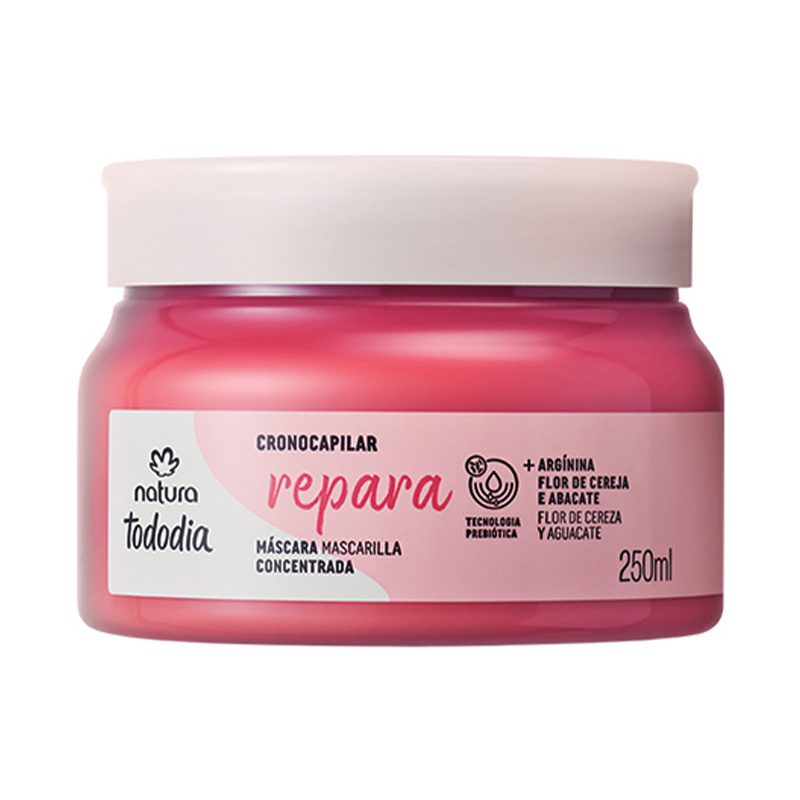 natura
tododia
CRONOCAPILAR
repara
MÁSCARA MASCARILLA
CONCENTRADA
TECNOLOGIA
PREBIÓTICA
+ ARGÍNINA
FLOR DE CEREJA
E ABACATE
FLOR DE CEREZA
Y AGUACATE
250ml